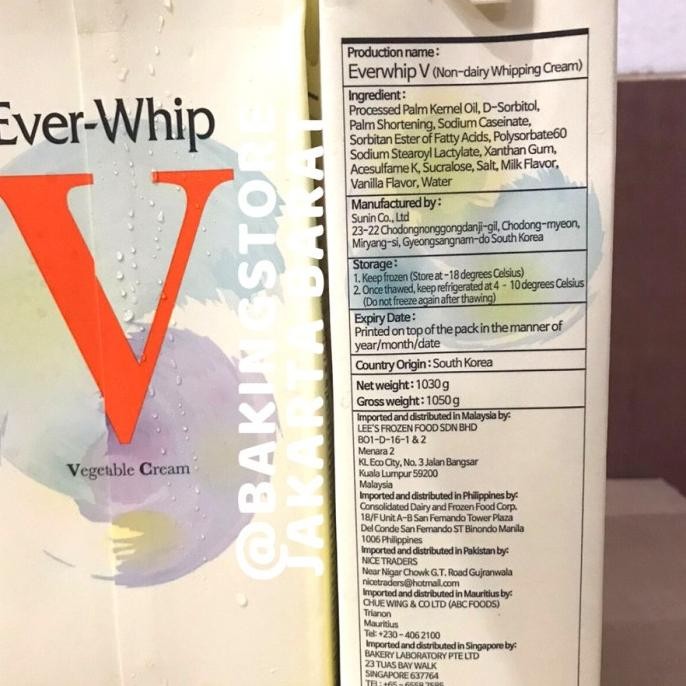 Ever-Whip
V
Vegetable Cream
@BAKINGSTORE
JAKARTA BARAT
Production name :
Everwhip V (Non-dairy Whipping Cream)
Ingredient :
Processed Palm Kernel Oil, D-Sorbitol,
Palm Shortening, Sodium Caseinate,
Sorbitan Ester of Fatty Acids, Polysorbate60
Sodium Stearoyl Lactylate, Xanthan Gum,
Acesulfame K, Sucralose, Salt, Milk Flavor,
Vanilla Flavor, Water
Manufactured by :
Sunin Co., Ltd
23-22 Chodongnonggongdanji-gil, Chodong-myeon,
Miryang-si, Gyeongsangnam-do South Korea
Storage :
1. Keep frozen (Store at -18 degrees Celsius)
2. Once thawed, keep refrigerated at 4 - 10 degrees Celsius
(Do not freeze again after thawing)
Expiry Date :
Printed on top of the pack in the manner of
year/month/date
Country Origin : South Korea
Net weight : 1030 g
Gross weight : 1050 g
Imported and distributed in Malaysia by:
LEE'S FROZEN FOOD SDN BHD
BO1-D-16-1 & 2
Menara 2
KL Eco City, No. 3 Jalan Bangsar
Kuala Lumpur 59200
Malaysia
Imported and distributed in Philippines by:
Consolidated Dairy and Frozen Food Corp.
18/F Unit A-B San Fernando Tower Plaza
Del Conde San Fernando ST Binondo Manila
1006 Philippines
Imported and distributed in Pakistan by:
NICE TRADERS
Near Nigar Chowk G.T. Road Gujranwala
nicetraders@hotmail.com
Imported and distributed in Mauritius by:
CHUE WING & CO LTD (ABC FOODS)
Trianon
Mauritius
Tel: +230 - 406 2100
Imported and distributed in Singapore by:
BAKERY LABORATORY PTE LTD
23 TUAS BAY WALK
SINGAPORE 637764
TEL : +65 -